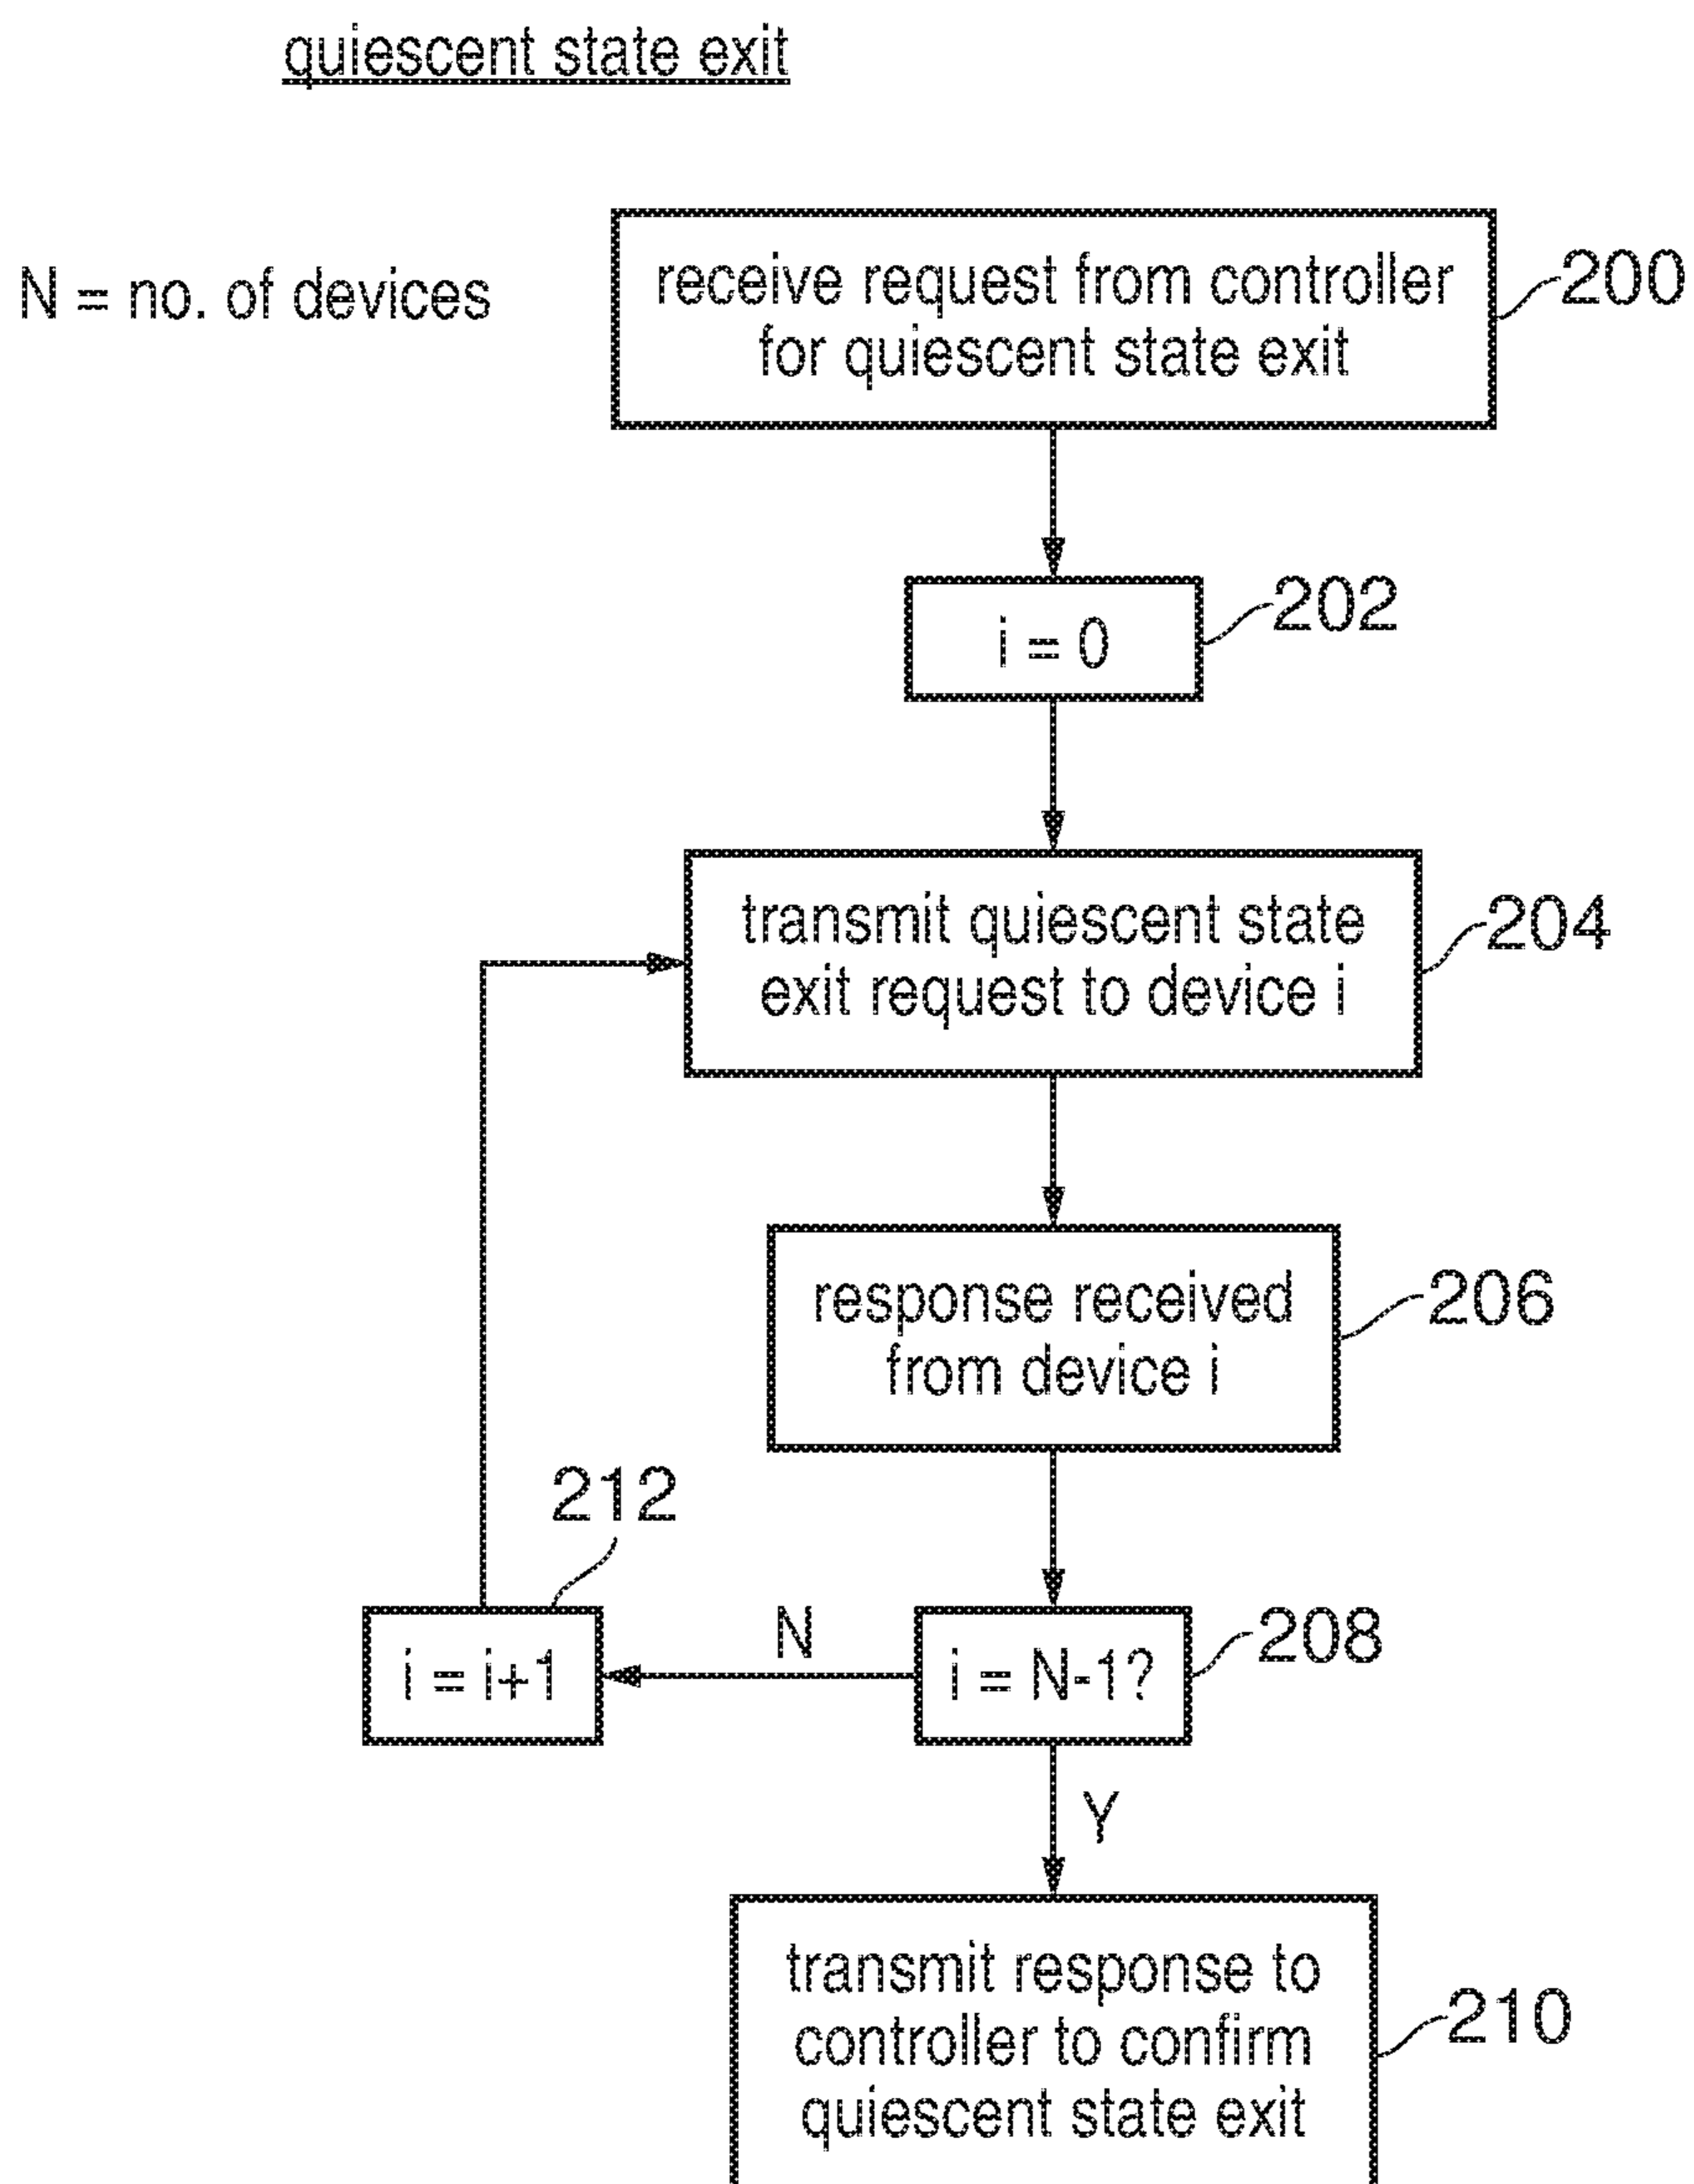 quiescent state exit
N = no. of devices
receive request from controller
for quiescent state exit
200
i = 0
202
transmit quiescent state
exit request to device i
204
response received
from device i
206
212
i = i+1
N
i = N-1?
208
Y
transmit response to
controller to confirm
quiescent state exit
210